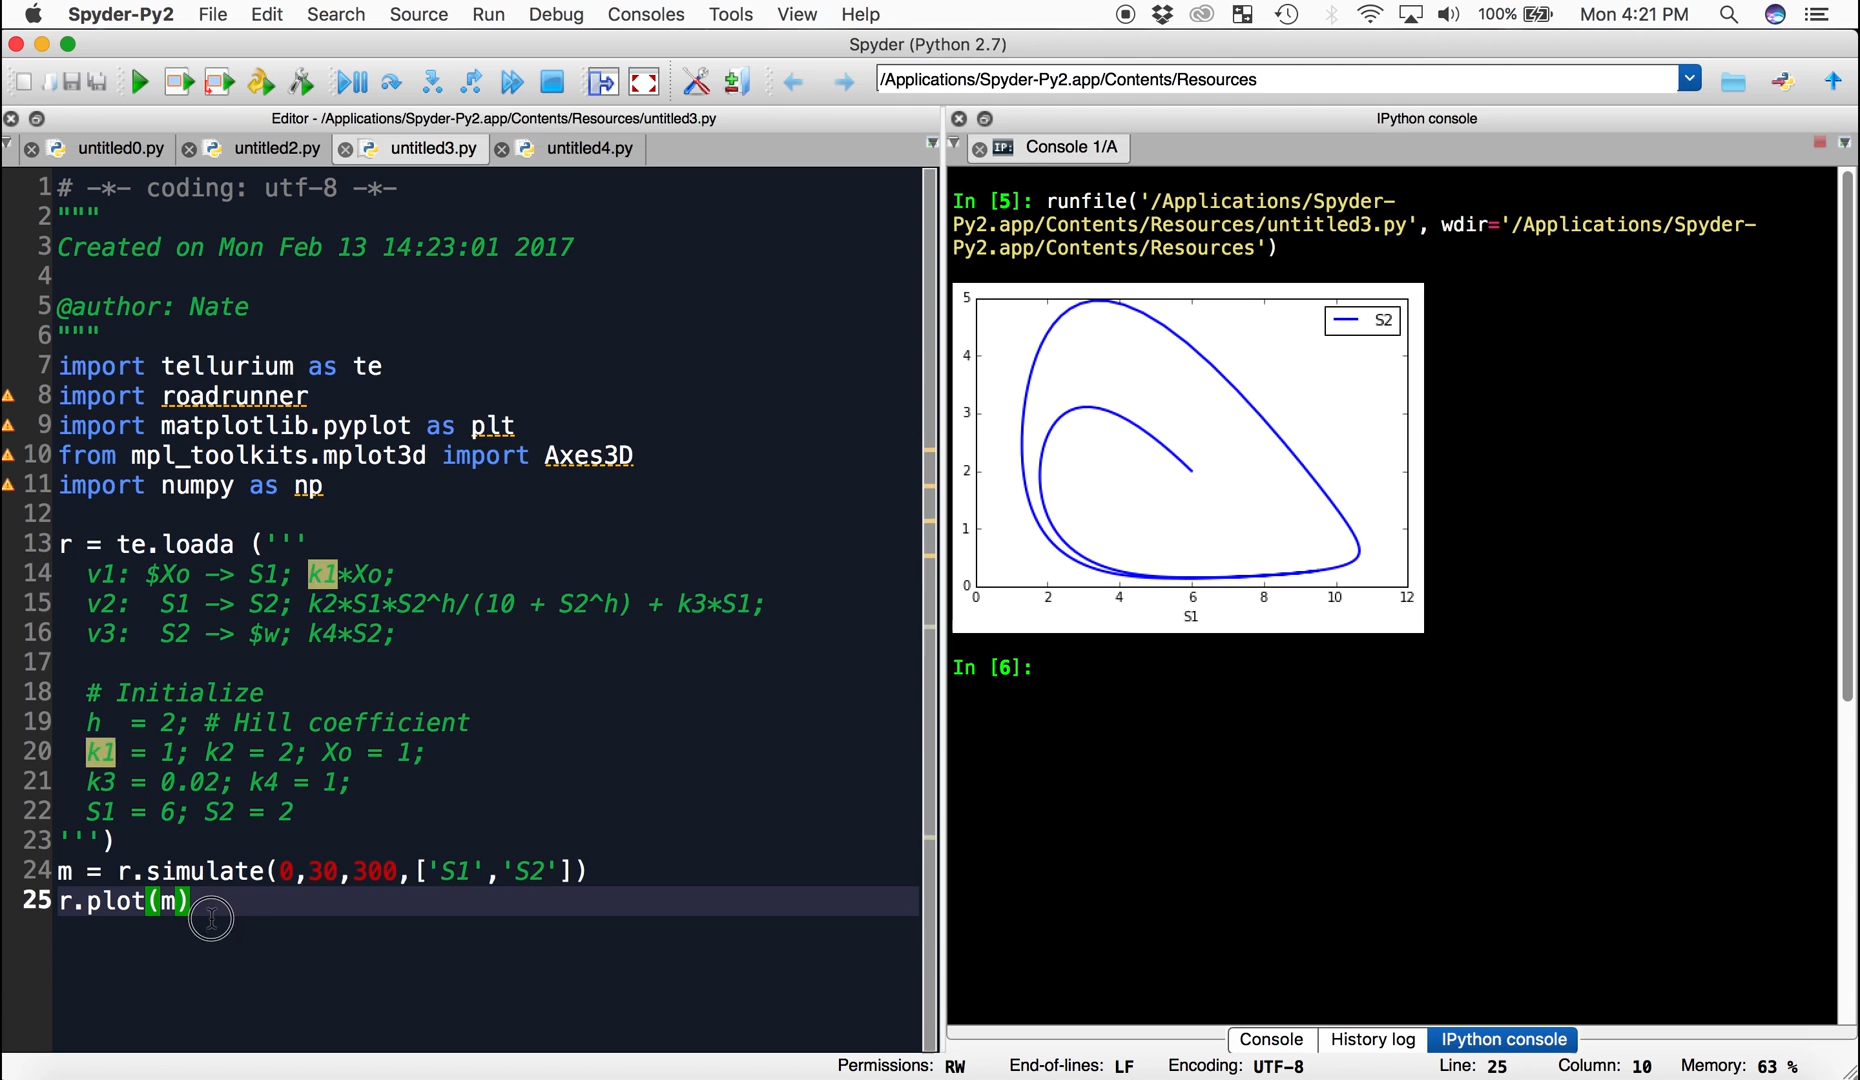 Spyder-Py2 File Edit Search Source Run Debug Consoles Tools View Help 100% Mon 4:21 PM
Spyder (Python 2.7)
/Applications/Spyder-Py2.app/Contents/Resources
Editor - /Applications/Spyder-Py2.app/Contents/Resources/untitled3.py
untitled0.py untitled2.py untitled3.py untitled4.py
1 # -*- coding: utf-8 -*-
2 """
3 Created on Mon Feb 13 14:23:01 2017
4
5 @author: Nate
6 """
7 import tellurium as te
8 import roadrunner
9 import matplotlib.pyplot as plt
10 from mpl_toolkits.mplot3d import Axes3D
11 import numpy as np
12
13 r = te.loada ('''
14 v1: $Xo -> S1; k1*Xo;
15 v2: S1 -> S2; k2*S1*S2^h/(10 + S2^h) + k3*S1;
16 v3: S2 -> $w; k4*S2;
17
18 # Initialize
19 h = 2; # Hill coefficient
20 k1 = 1; k2 = 2; Xo = 1;
21 k3 = 0.02; k4 = 1;
22 S1 = 6; S2 = 2
23 ''')
24 m = r.simulate(0,30,300,['S1','S2'])
25 r.plot(m)
IPython console
IP: Console 1/A
In [5]: runfile('/Applications/Spyder-
Py2.app/Contents/Resources/untitled3.py', wdir='/Applications/Spyder-
Py2.app/Contents/Resources')
5
S2
4
3
2
1
0
0 2 4 6 8 10 12
S1
In [6]:
Console History log IPython console
Permissions: RW End-of-lines: LF Encoding: UTF-8 Line: 25 Column: 10 Memory: 63 %